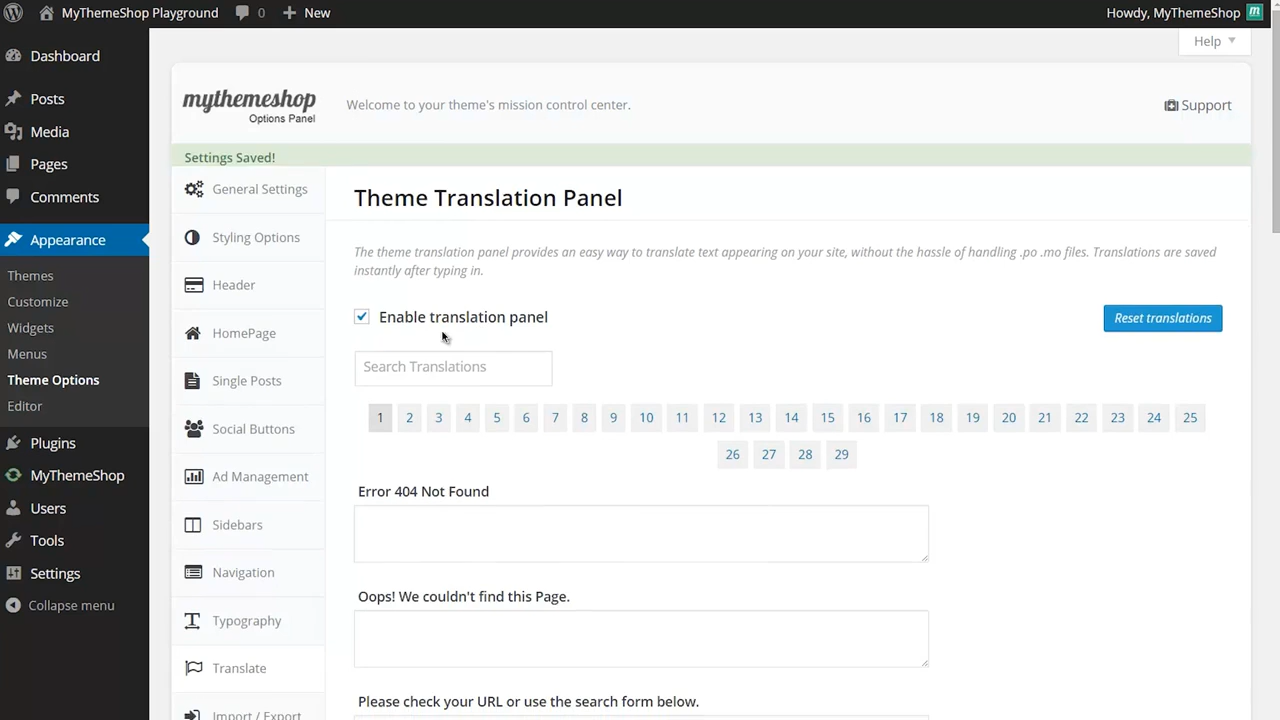 MyThemeShop Playground
0
New
Howdy, MyThemeShop
m
Help
Dashboard
Posts
Media
Pages
Comments
Appearance
Themes
Customize
Widgets
Menus
Theme Options
Editor
Plugins
MyThemeShop
Users
Tools
Settings
Collapse menu
mythemeshop
Options Panel
Welcome to your theme's mission control center.
Support
Settings Saved!
General Settings
Styling Options
Header
HomePage
Single Posts
Social Buttons
Ad Management
Sidebars
Navigation
Typography
Translate
Import / Export
Theme Translation Panel
The theme translation panel provides an easy way to translate text appearing on your site, without the hassle of handling .po .mo files. Translations are saved
instantly after typing in.
Enable translation panel
Reset translations
Search Translations
1 2 3 4 5 6 7 8 9 10 11 12 13 14 15 16 17 18 19 20 21 22 23 24 25
26 27 28 29
Error 404 Not Found
Oops! We couldn't find this Page.
Please check your URL or use the search form below.